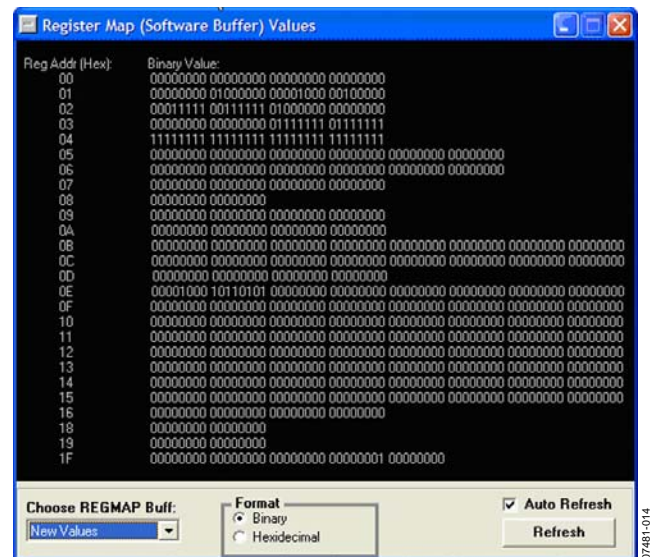 Register Map (Software Buffer) Values
Reg Addr (Hex): Binary Value:
00 00000000 00000000 00000000 00000000
01 00000000 01000000 00001000 00100000
02 00011111 00111111 01000000 00000000
03 00000000 00000000 01111111 01111111
04 11111111 11111111 11111111 11111111
05 00000000 00000000 00000000 00000000 00000000 00000000
06 00000000 00000000 00000000 00000000 00000000 00000000
07 00000000 00000000 00000000 00000000
08 00000000 00000000
09 00000000 00000000 00000000 00000000
0A 00000000 00000000 00000000 00000000
0B 00000000 00000000 00000000 00000000 00000000 00000000 00000000 00000000
0C 00000000 00000000 00000000 00000000 00000000 00000000 00000000 00000000
0D 00000000 00000000 00000000 00000000
0E 00001000 10110101 00000000 00000000 00000000 00000000 00000000 00000000
0F 00000000 00000000 00000000 00000000 00000000 00000000 00000000 00000000
10 00000000 00000000 00000000 00000000 00000000 00000000 00000000 00000000
11 00000000 00000000 00000000 00000000 00000000 00000000 00000000 00000000
12 00000000 00000000 00000000 00000000 00000000 00000000 00000000 00000000
13 00000000 00000000 00000000 00000000 00000000 00000000 00000000 00000000
14 00000000 00000000 00000000 00000000 00000000 00000000 00000000 00000000
15 00000000 00000000 00000000 00000000 00000000 00000000 00000000 00000000
16 00000000 00000000 00000000 00000000
18 00000000 00000000
19 00000000 00000000
1F 00000000 00000000 00000000 00000001 00000000
Choose REGMAP Buff:
New Values
Format
Binary
Hexidecimal
Auto Refresh
Refresh
07481-014